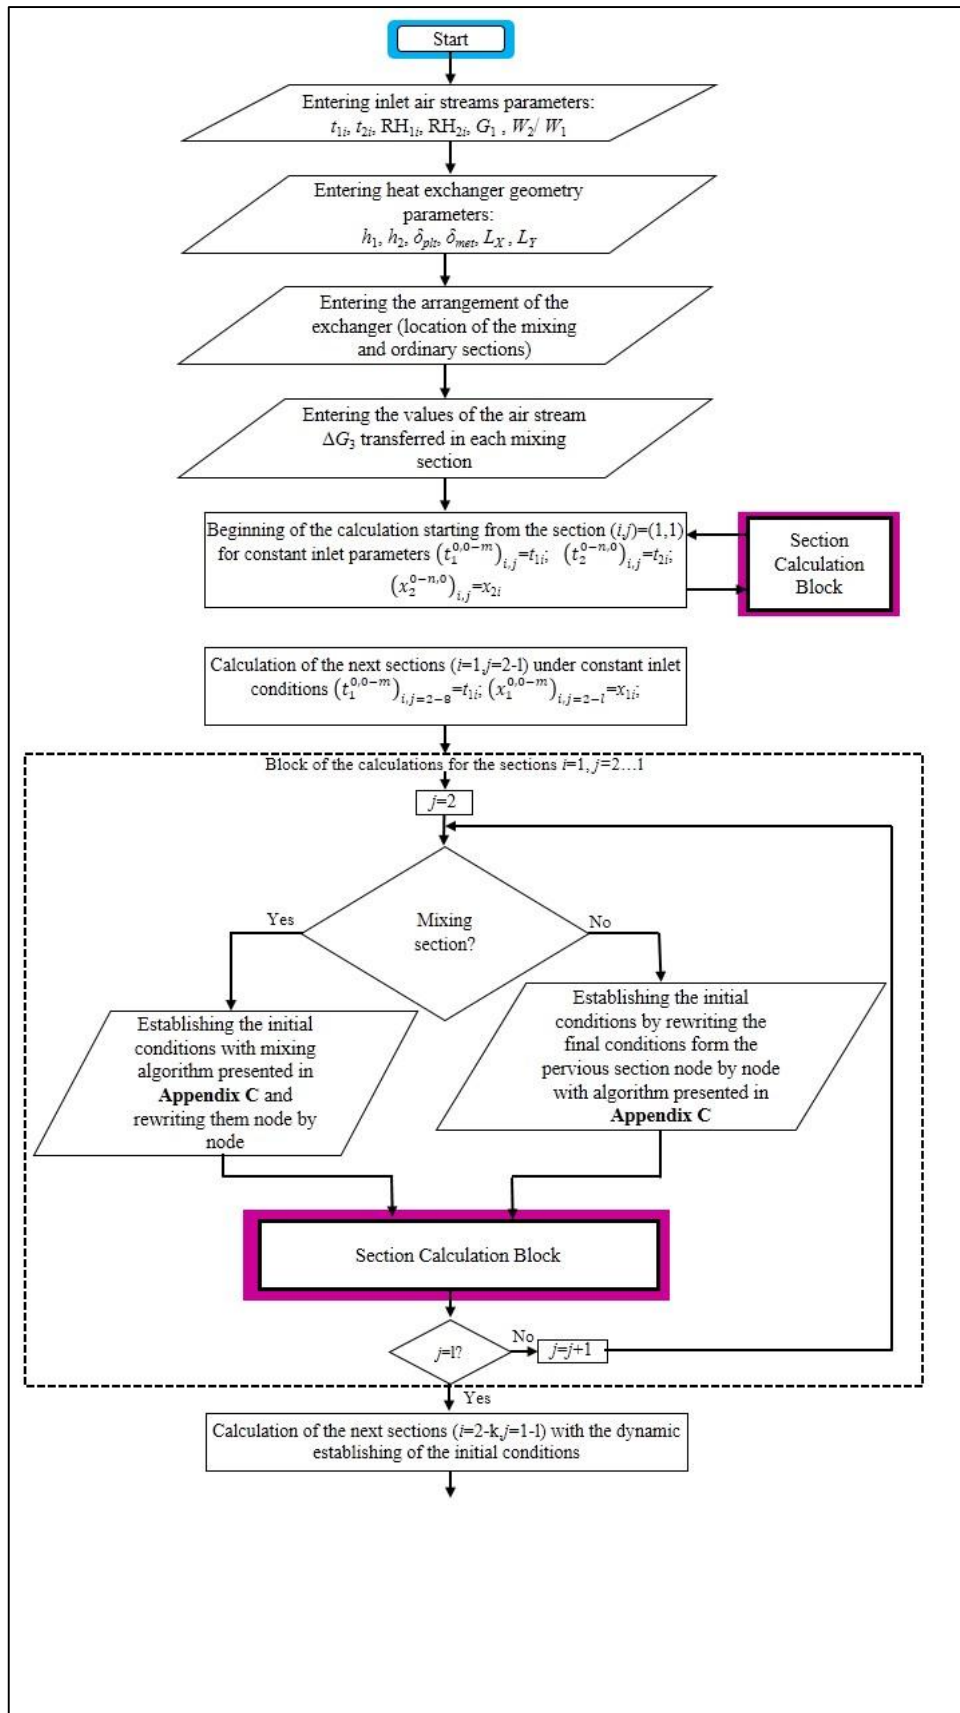 Start
Entering inlet air streams parameters:
t₁ᵢ, t₂ᵢ, RH₁ᵢ, RH₂ᵢ, G₁ , W₂/ W₁
Entering heat exchanger geometry
parameters:
h₁, h₂, δ_plt, δ_met, L_X , L_Y
Entering the arrangement of the
exchanger (location of the mixing
and ordinary sections)
Entering the values of the air stream
ΔG₃ transferred in each mixing
section
Beginning of the calculation starting from the section (i,j)=(1,1)
for constant inlet parameters (t₁^{0,0−m})_{i,j}=t₁ᵢ; (t₂^{0−n,0})_{i,j}=t₂ᵢ;
(x₂^{0−n,0})_{i,j}=x₂ᵢ
Section
Calculation
Block
Calculation of the next sections (i=1,j=2-l) under constant inlet
conditions (t₁^{0,0−m})_{i,j=2−8}=t₁ᵢ; (x₁^{0,0−m})_{i,j=2−l}=x₁ᵢ;
Block of the calculations for the sections i=1, j=2…l
j=2
Mixing
section?
Yes
No
Establishing the initial
conditions with mixing
algorithm presented in
Appendix C and
rewriting them node by
node
Establishing the initial
conditions by rewriting the
final conditions form the
pervious section node by node
with algorithm presented in
Appendix C
Section Calculation Block
j=l?
No
j=j+1
Yes
Calculation of the next sections (i=2-k,j=1-l) with the dynamic
establishing of the initial conditions